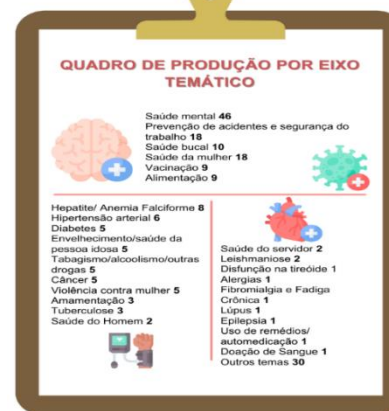 QUADRO DE PRODUÇÃO POR EIXO
TEMÁTICO
Saúde mental 46
Prevenção de acidentes e segurança do
trabalho 18
Saúde bucal 10
Saúde da mulher 18
Vacinação 9
Alimentação 9
Hepatite/ Anemia Falciforme 8
Hipertensão arterial 6
Diabetes 5
Envelhecimento/saúde da
pessoa idosa 5
Tabagismo/alcoolismo/outras
drogas 5
Câncer 5
Violência contra mulher 5
Amamentação 3
Tuberculose 3
Saúde do Homem 2
Saúde do servidor 2
Leishmaniose 2
Disfunção na tireóide 1
Alergias 1
Fibromialgia e Fadiga
Crônica 1
Lúpus 1
Epilepsia 1
Uso de remédios/
automedicação 1
Doação de Sangue 1
Outros temas 30